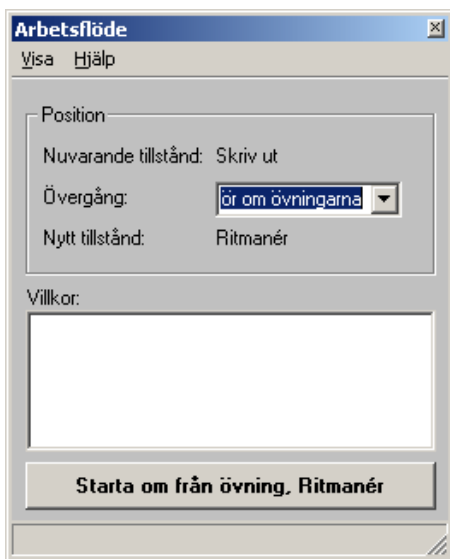 Arbetsflöde
Visa Hjälp
Position
Nuvarande tillstånd: Skriv ut
Övergång: ör om övningarna
Nytt tillstånd: Ritmanér
Villkor:
Starta om från övning, Ritmanér